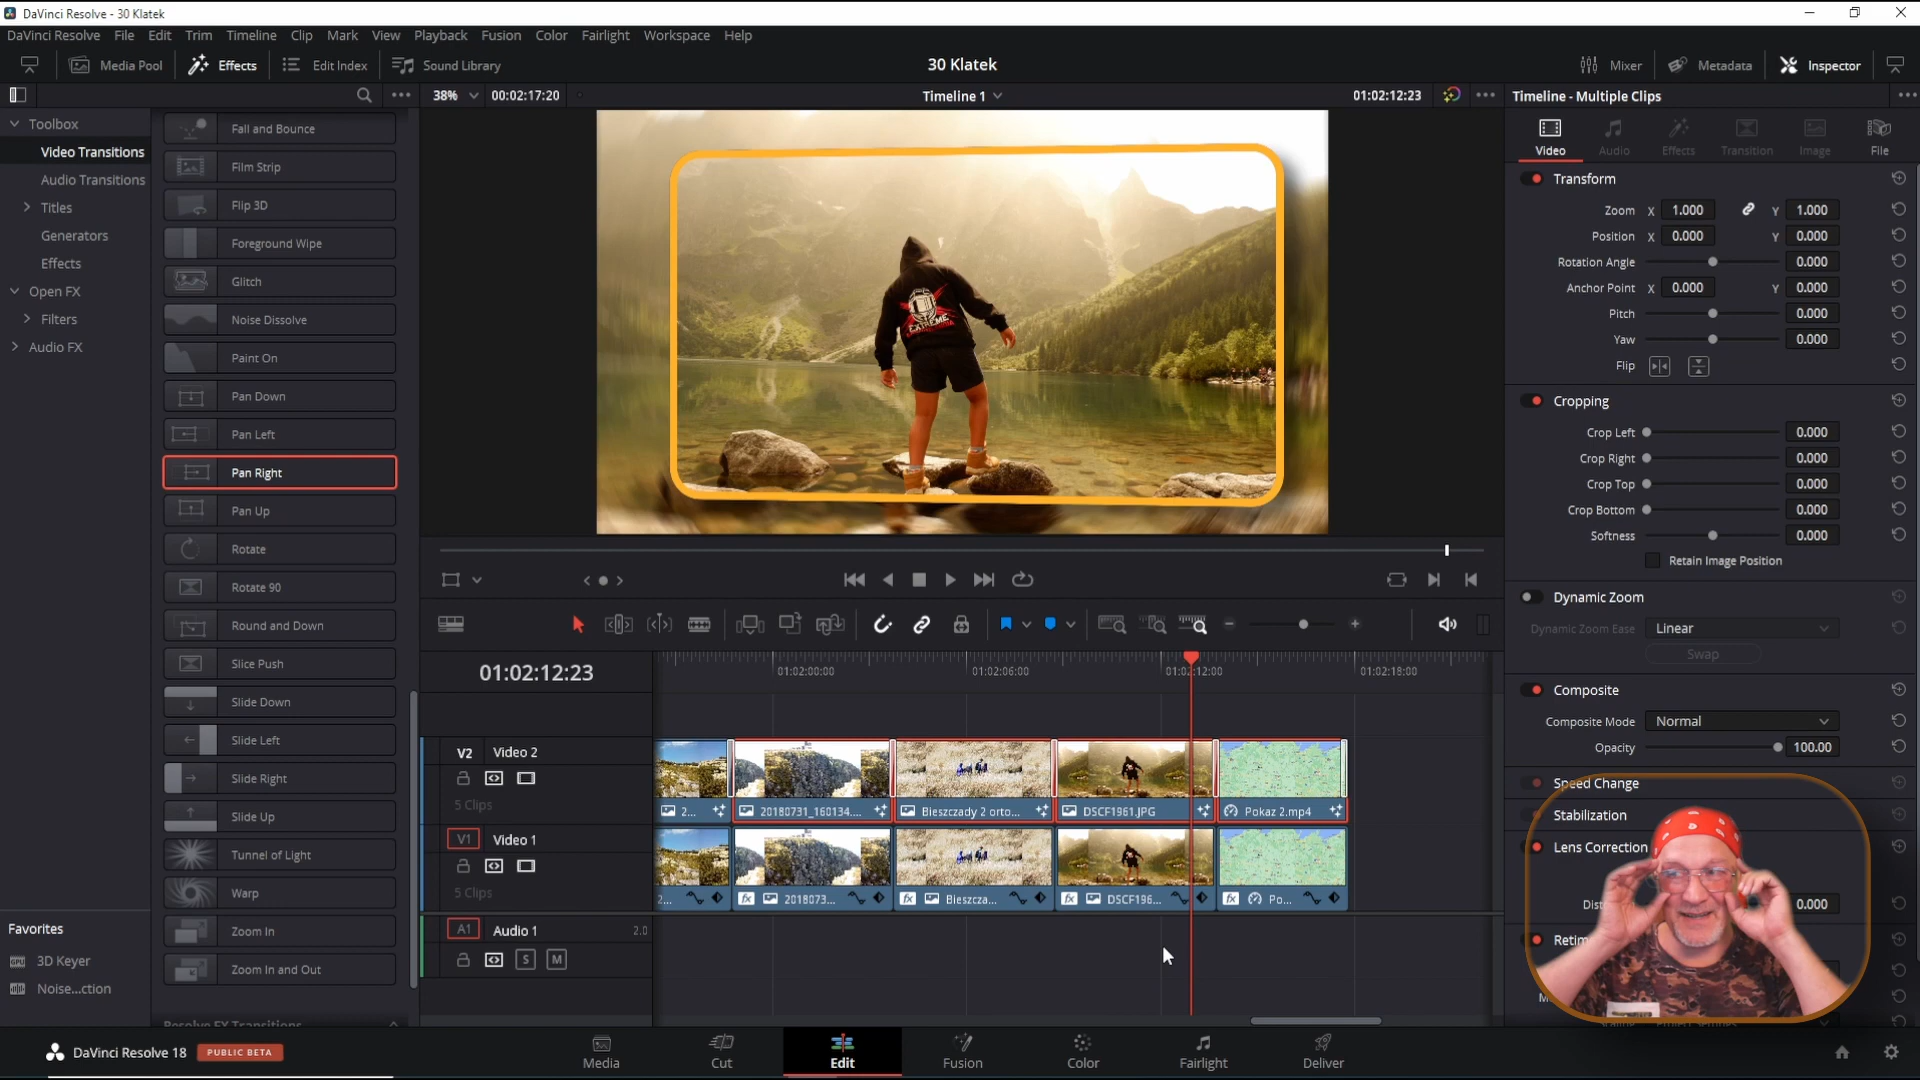 DaVinci Resolve - 30 Klatek
DaVinci Resolve File Edit Trim Timeline Clip Mark View Playback Fusion Color Fairlight Workspace Help
Media Pool Effects Edit Index Sound Library 30 Klatek Mixer Metadata Inspector
38% 00:02:17:20 Timeline 1 01:02:12:23 Timeline - Multiple Clips
Toolbox
Video Transitions
Audio Transitions
Titles
Generators
Effects
Open FX
Filters
Audio FX
Favorites
3D Keyer
Noise...ction
Fall and Bounce
Film Strip
Flip 3D
Foreground Wipe
Glitch
Noise Dissolve
Paint On
Pan Down
Pan Left
Pan Right
Pan Up
Rotate
Rotate 90
Round and Down
Slice Push
Slide Down
Slide Left
Slide Right
Slide Up
Tunnel of Light
Warp
Zoom In
Zoom In and Out
Resolve FX Transitions
EXTREME
01:02:12:23
01:02:00:00 01:02:06:00 01:02:12:00 01:02:18:00
V2 Video 2
5 Clips
2... 20180731_160134.... Bieszczady 2 orto... DSCF1961.JPG Pokaz 2.mp4
V1 Video 1
5 Clips
2... fx 2018073... fx Bieszcza... fx DSCF196... fx Po...
A1 Audio 1 2.0
S M
Video Audio Effects Transition Image File
Transform
Zoom X 1.000 Y 1.000
Position X 0.000 Y 0.000
Rotation Angle 0.000
Anchor Point X 0.000 Y 0.000
Pitch 0.000
Yaw 0.000
Flip
Cropping
Crop Left 0.000
Crop Right 0.000
Crop Top 0.000
Crop Bottom 0.000
Softness 0.000
Retain Image Position
Dynamic Zoom
Dynamic Zoom Ease Linear
Swap
Composite
Composite Mode Normal
Opacity 100.00
Speed Change
Stabilization
Lens Correction
0.000
DaVinci Resolve 18 PUBLIC BETA
Media Cut Edit Fusion Color Fairlight Deliver